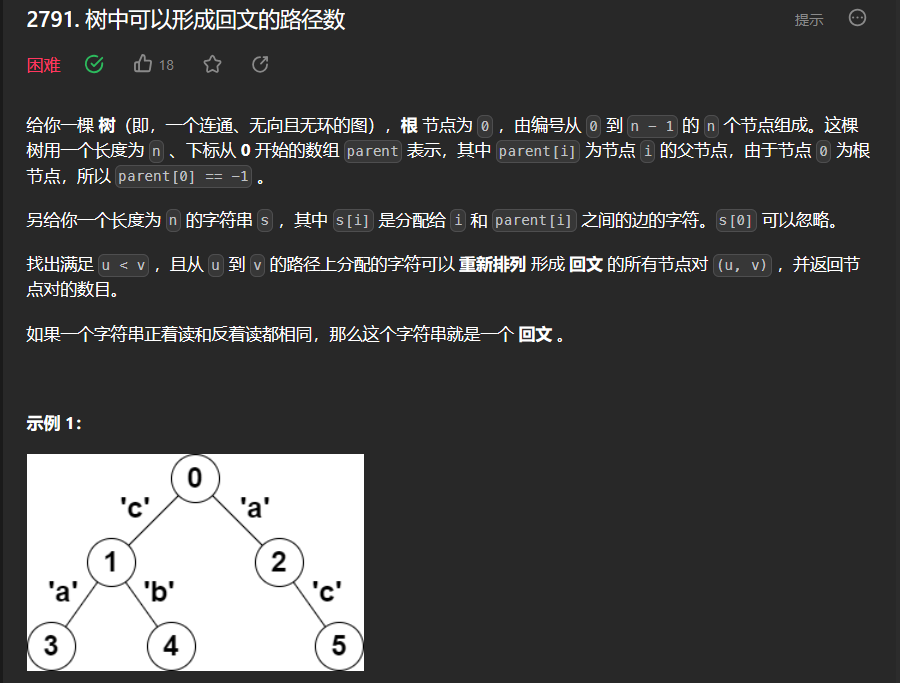 2791. 树中可以形成回文的路径数
提示
困难
18
给你一棵 树（即，一个连通、无向且无环的图），根 节点为 0 ，由编号从 0 到 n - 1 的 n 个节点组成。这棵
树用一个长度为 n 、下标从 0 开始的数组 parent 表示，其中 parent[i] 为节点 i 的父节点，由于节点 0 为根
节点，所以 parent[0] == -1 。
另给你一个长度为 n 的字符串 s ，其中 s[i] 是分配给 i 和 parent[i] 之间的边的字符。s[0] 可以忽略。
找出满足 u < v ，且从 u 到 v 的路径上分配的字符可以 重新排列 形成 回文 的所有节点对 (u, v) ，并返回节
点对的数目。
如果一个字符串正着读和反着读都相同，那么这个字符串就是一个 回文 。
示例 1：
0
'c' 'a'
1 2
'a' 'b' 'c'
3 4 5